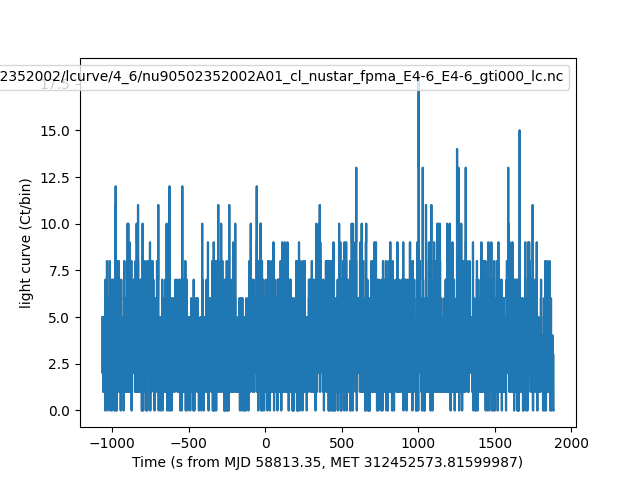 2352002/lcurve/4_6/nu90502352002A01_cl_nustar_fpma_E4-6_E4-6_gti000_lc.nc
17.5
15.0
12.5
10.0
7.5
5.0
2.5
0.0
light curve (Ct/bin)
−1000 −500 0 500 1000 1500 2000
Time (s from MJD 58813.35, MET 312452573.81599987)